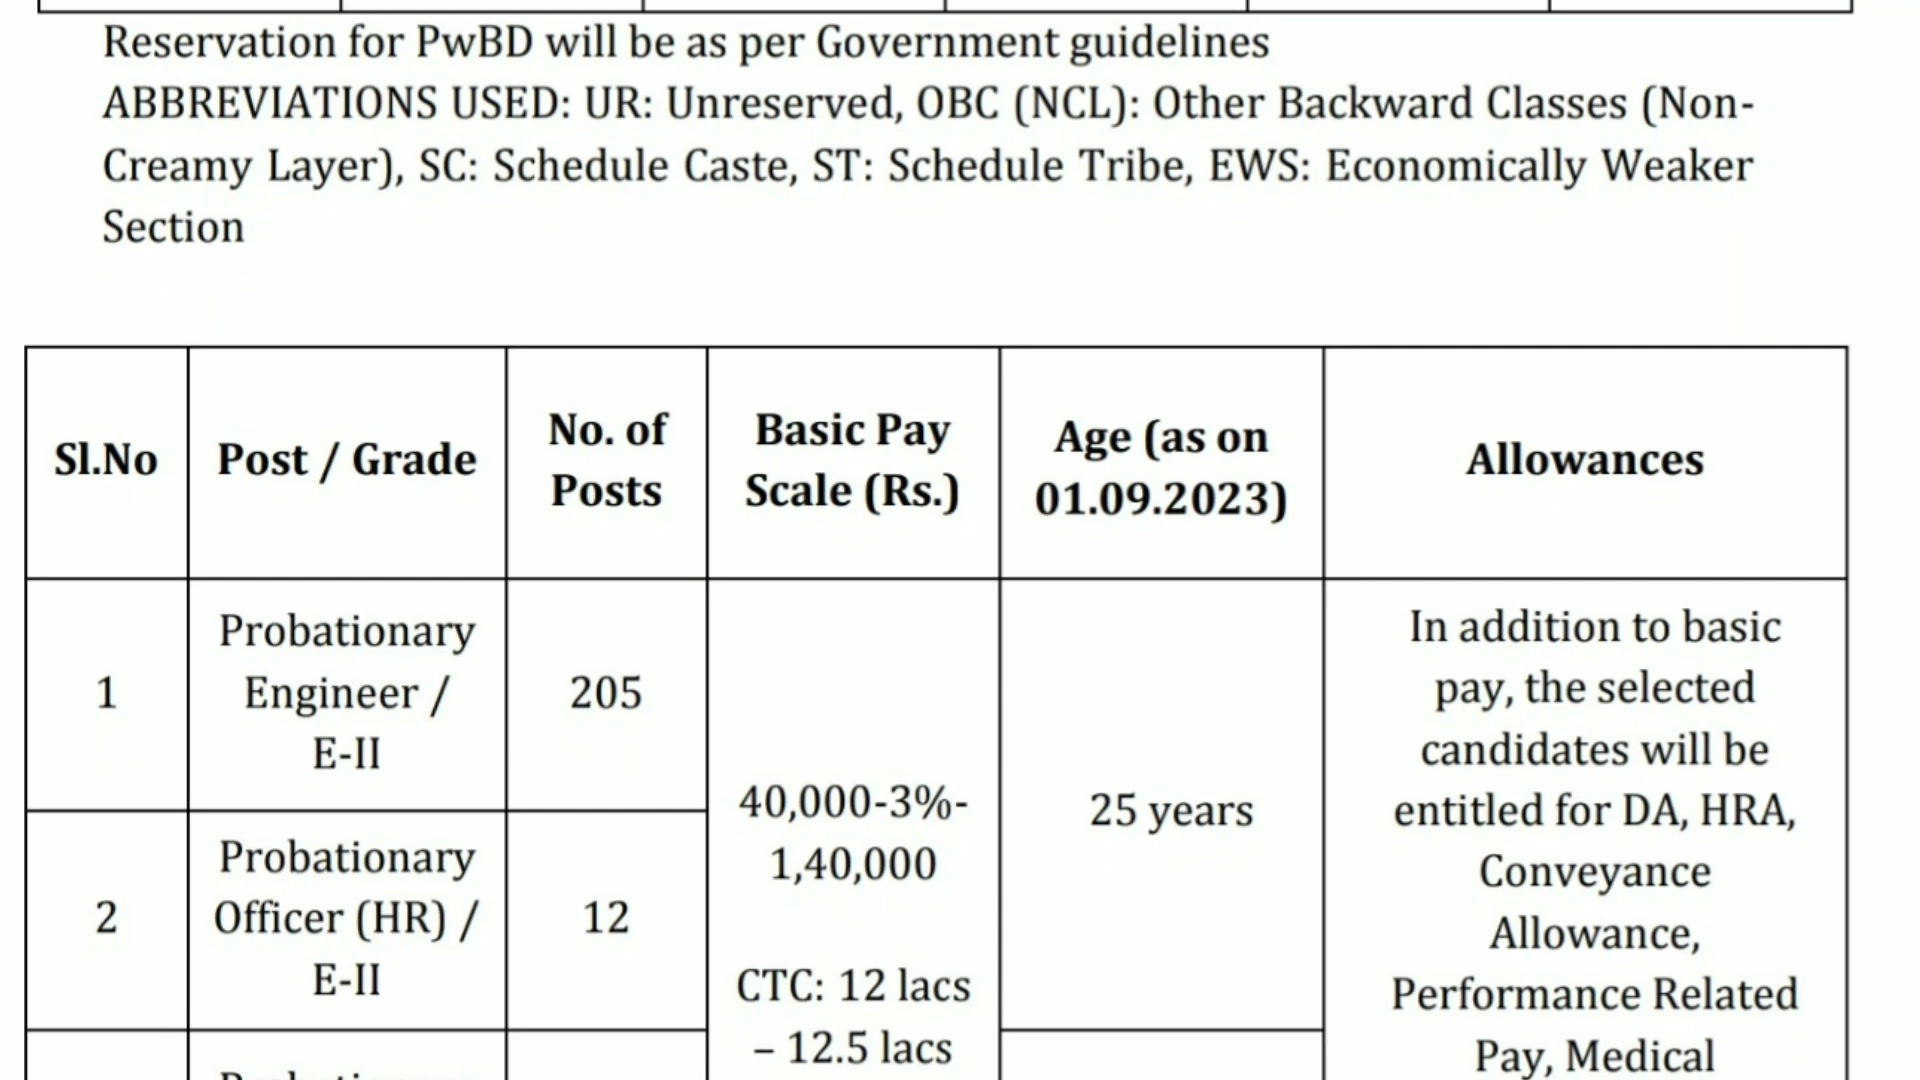 Reservation for PwBD will be as per Government guidelines
ABBREVIATIONS USED: UR: Unreserved, OBC (NCL): Other Backward Classes (Non-
Creamy Layer), SC: Schedule Caste, ST: Schedule Tribe, EWS: Economically Weaker
Section
Sl.No
Post / Grade
No. of
Posts
Basic Pay
Scale (Rs.)
Age (as on
01.09.2023)
Allowances
1
Probationary
Engineer /
E-II
205
40,000-3%-
1,40,000
CTC: 12 lacs
– 12.5 lacs
25 years
In addition to basic
pay, the selected
candidates will be
entitled for DA, HRA,
Conveyance
Allowance,
Performance Related
Pay, Medical
2
Probationary
Officer (HR) /
E-II
12